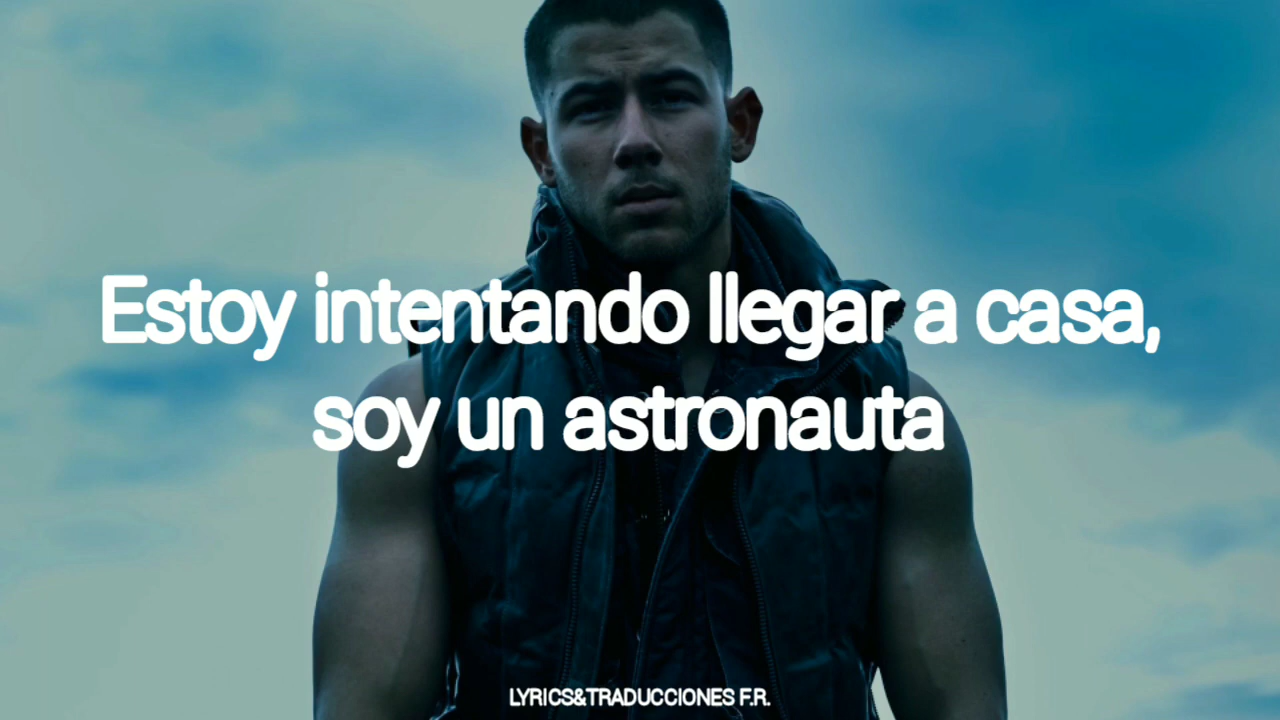 Estoy intentando llegar a casa,
soy un astronauta
LYRICS&TRADUCCIONES F.R.